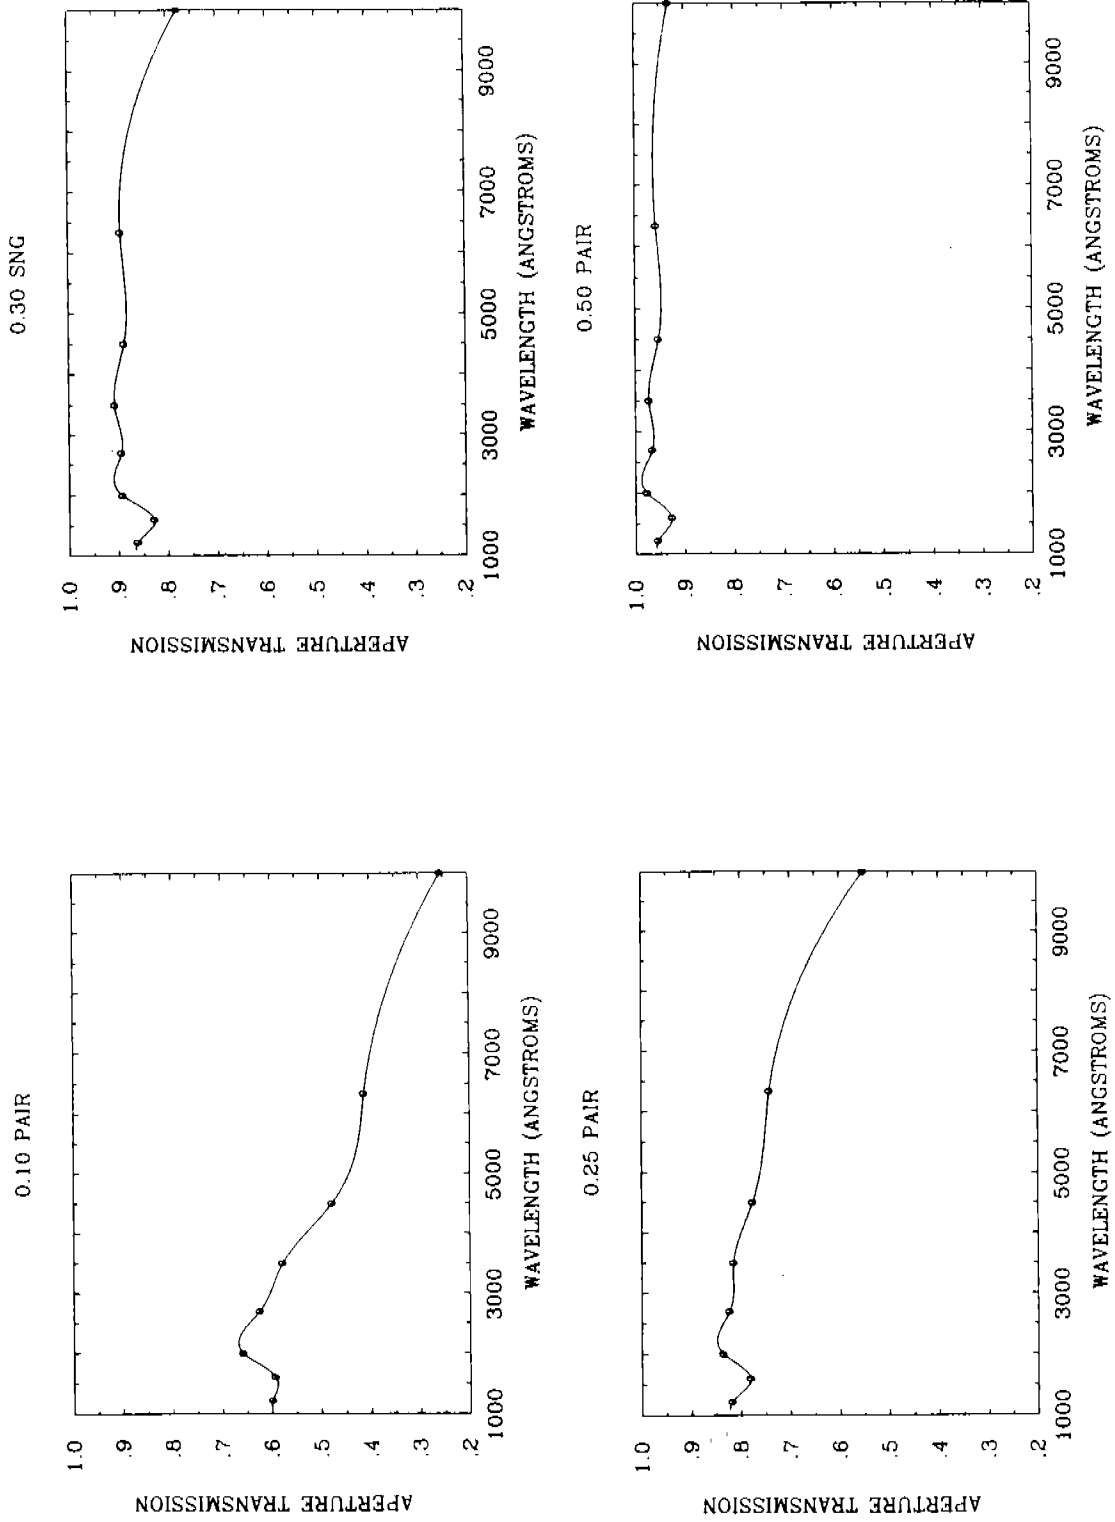 0.10 PAIR
APERTURE TRANSMISSION
1.0
.9
.8
.7
.6
.5
.4
.3
.2
1000 3000 5000 7000 9000
WAVELENGTH (ANGSTROMS)
0.30 SNG
APERTURE TRANSMISSION
1.0
.9
.8
.7
.6
.5
.4
.3
.2
1000 3000 5000 7000 9000
WAVELENGTH (ANGSTROMS)
0.25 PAIR
APERTURE TRANSMISSION
1.0
.9
.8
.7
.6
.5
.4
.3
.2
1000 3000 5000 7000 9000
WAVELENGTH (ANGSTROMS)
0.50 PAIR
APERTURE TRANSMISSION
1.0
.9
.8
.7
.6
.5
.4
.3
.2
1000 3000 5000 7000 9000
WAVELENGTH (ANGSTROMS)